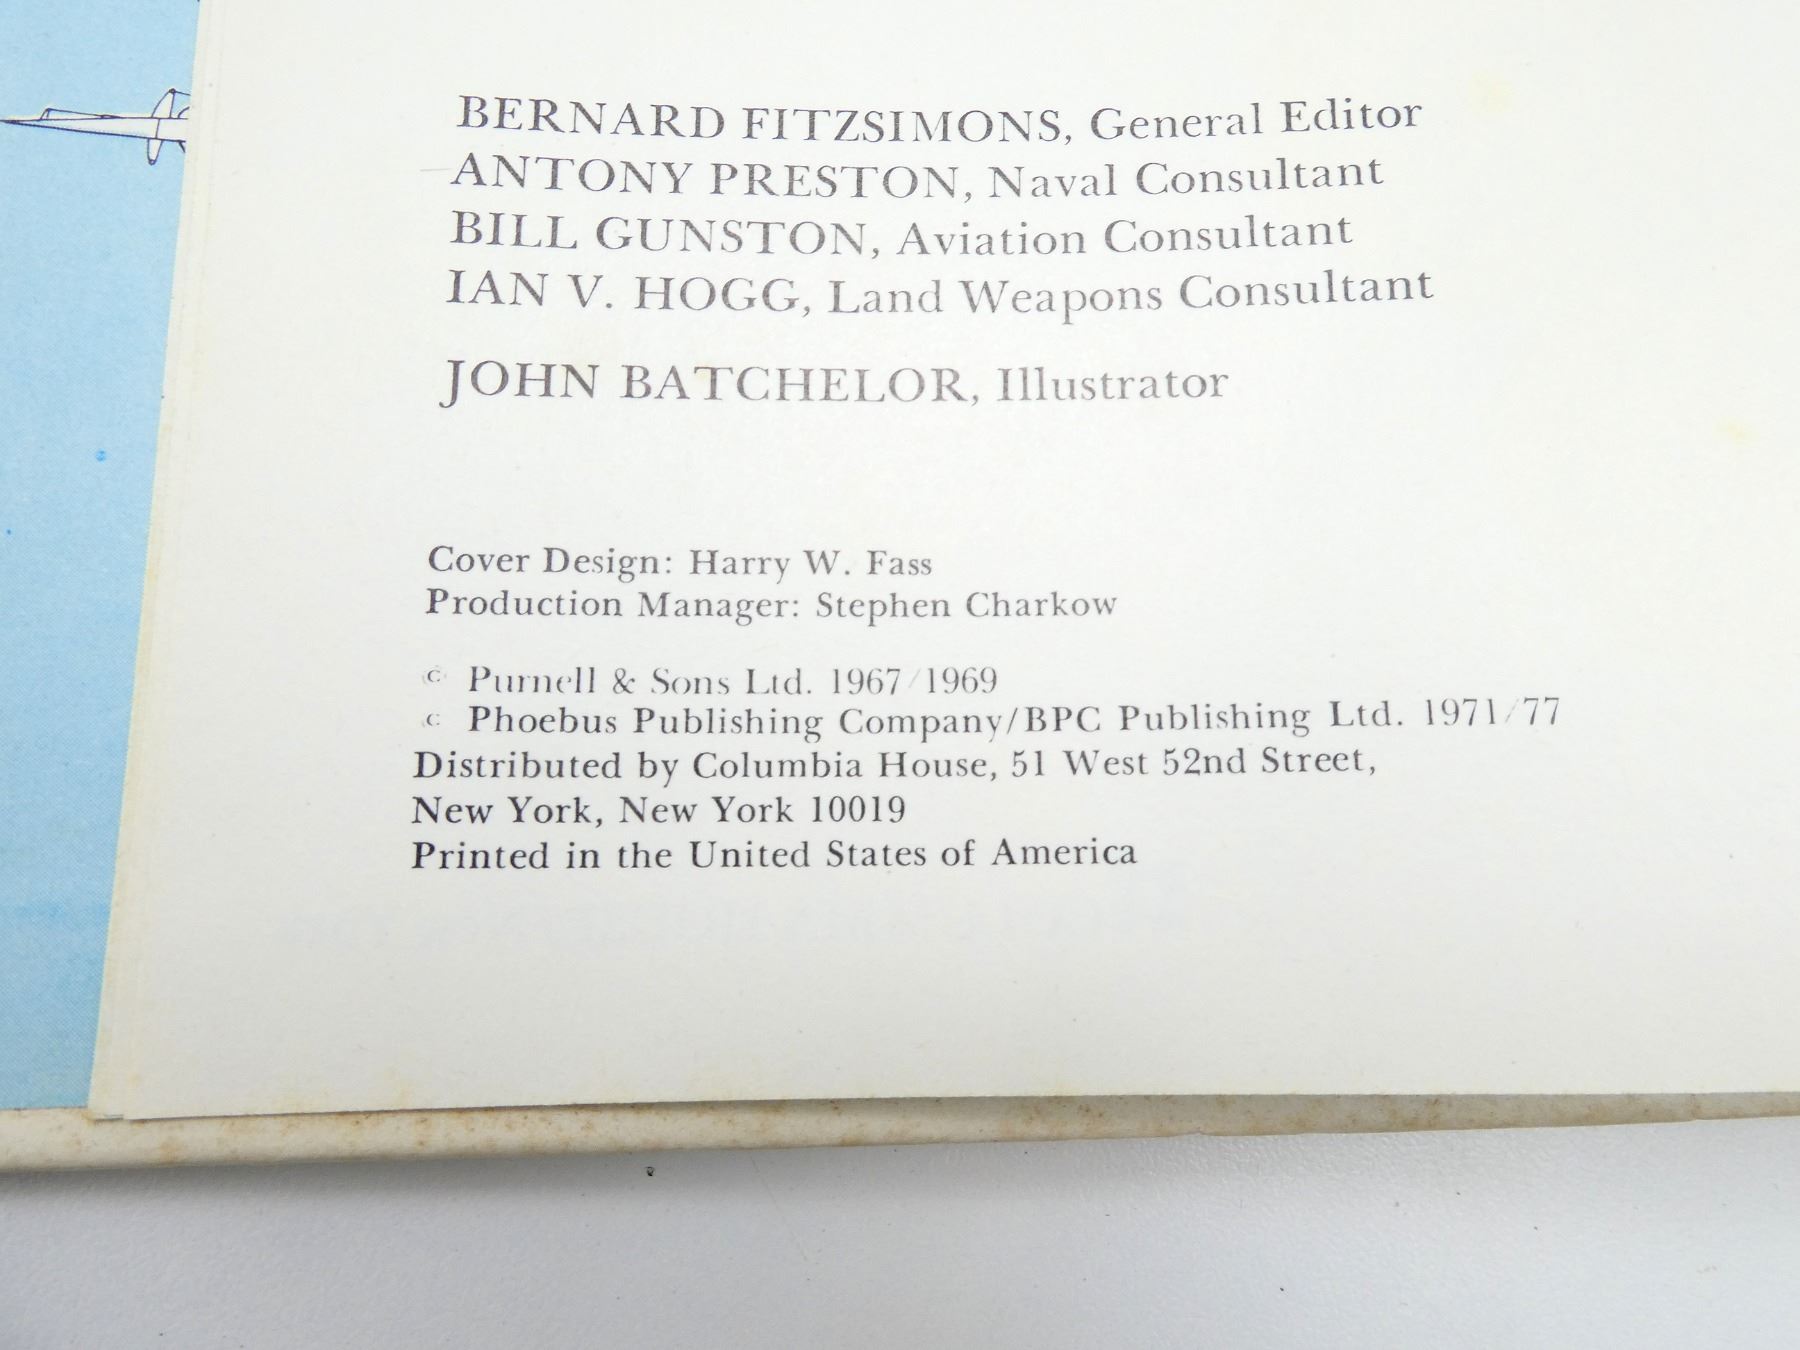 BERNARD FITZSIMONS, General Editor
ANTONY PRESTON, Naval Consultant
BILL GUNSTON, Aviation Consultant
IAN V. HOGG, Land Weapons Consultant
JOHN BATCHELOR, Illustrator
Cover Design: Harry W. Fass
Production Manager: Stephen Charkow
© Purnell & Sons Ltd. 1967/1969
© Phoebus Publishing Company/BPC Publishing Ltd. 1971/77
Distributed by Columbia House, 51 West 52nd Street,
New York, New York 10019
Printed in the United States of America